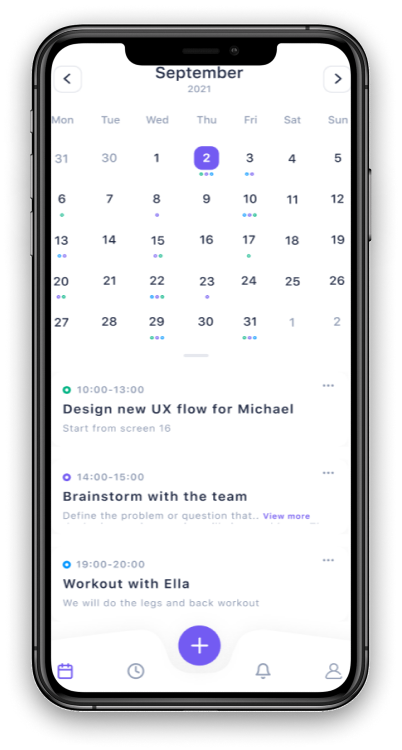 September
2021
Mon Tue Wed Thu Fri Sat Sun
31 30 1 2 3 4 5
6 7 8 9 10 11 12
13 14 15 16 17 18 19
20 21 22 23 24 25 26
27 28 29 30 31 1 2
10:00-13:00
Design new UX flow for Michael
Start from screen 16
14:00-15:00
Brainstorm with the team
Define the problem or question that.. View more
19:00-20:00
Workout with Ella
We will do the legs and back workout